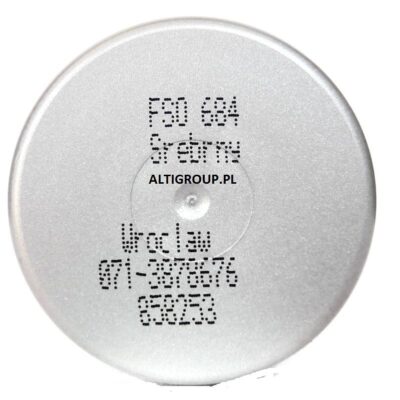 FSO 684
Srebrny
ALTIGROUP.PL
Wroclaw
071-3878676
858253